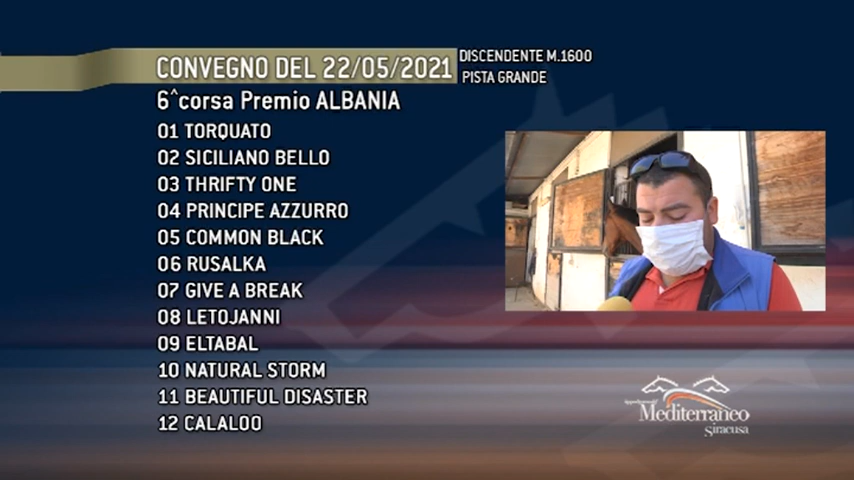 CONVEGNO DEL 22/05/2021
DISCENDENTE M.1600
PISTA GRANDE
6^corsa Premio ALBANIA
01 TORQUATO
02 SICILIANO BELLO
03 THRIFTY ONE
04 PRINCIPE AZZURRO
05 COMMON BLACK
06 RUSALKA
07 GIVE A BREAK
08 LETOJANNI
09 ELTABAL
10 NATURAL STORM
11 BEAUTIFUL DISASTER
12 CALALOO
Mediterraneo
Siracusa